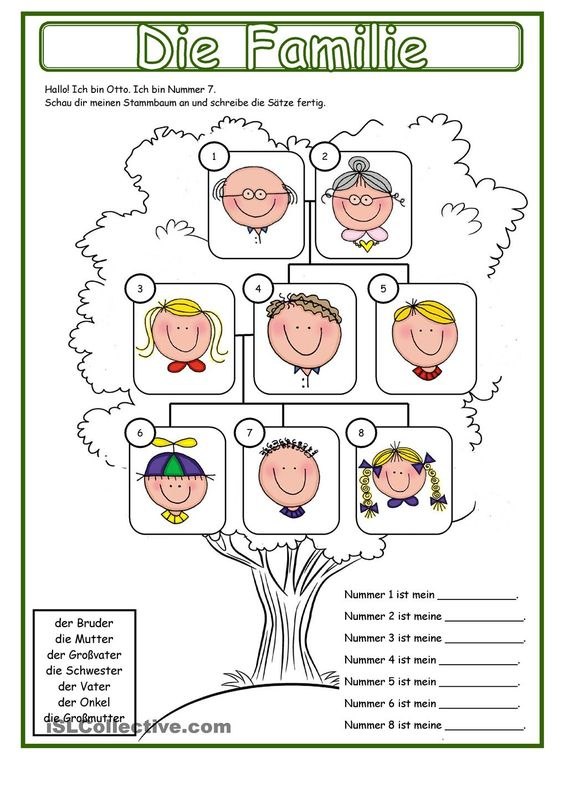 Die Familie
Hallo! Ich bin Otto. Ich bin Nummer 7.
Schau dir meinen Stammbaum an und schreibe die Sätze fertig.
1
2
3
4
5
6
7
8
der Bruder
die Mutter
der Großvater
die Schwester
der Vater
der Onkel
die Großmutter
iSLCollective.com
Nummer 1 ist mein ____________.
Nummer 2 ist meine ____________.
Nummer 3 ist meine ____________.
Nummer 4 ist mein ____________.
Nummer 5 ist mein ____________.
Nummer 6 ist mein ____________.
Nummer 8 ist meine ____________.